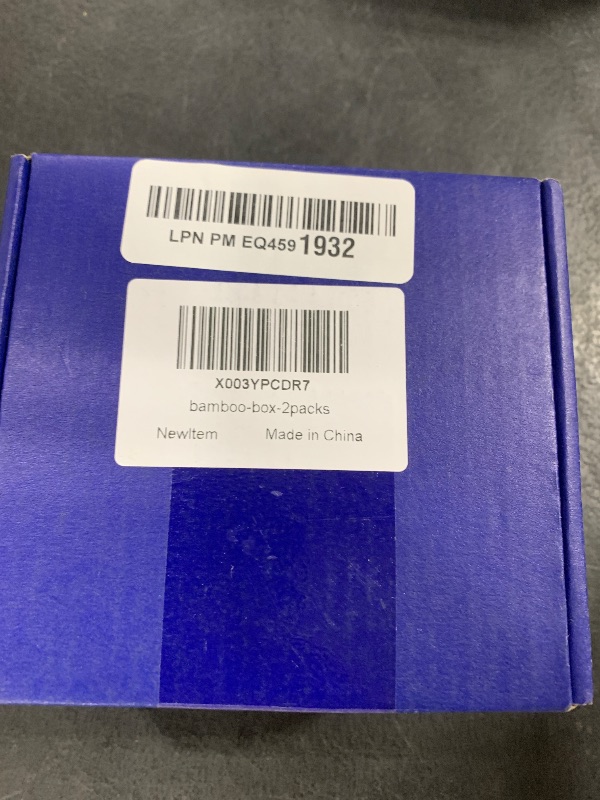 LPN PM EQ4591932
X003YPCDR7
bamboo-box-2packs
NewItem Made in China